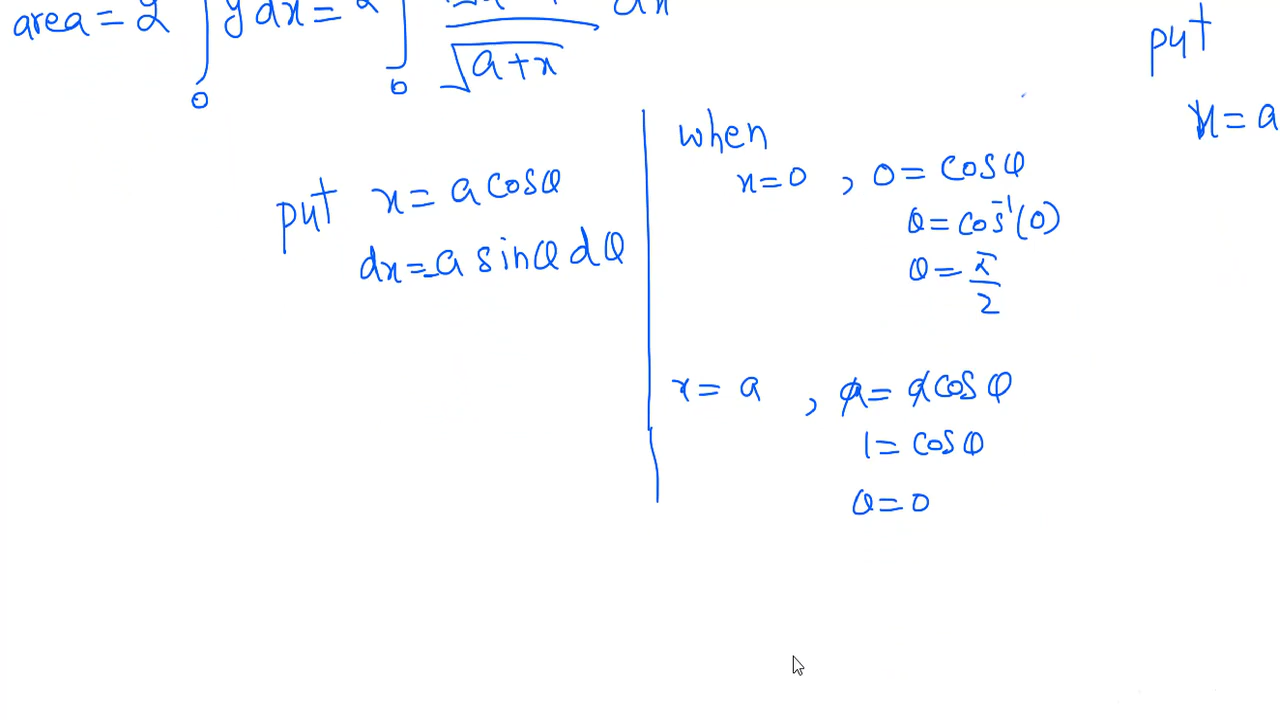 area = 2 ∫₀ y dx = 2 ∫₀ / √(a+x) dx
put
x = a
put x = a cosθ
dx = -a sinθ dθ
when
x=0 , 0 = cosθ
θ = cos⁻¹(0)
θ = π/2
x = a , a = a cosθ
1 = cosθ
θ = 0